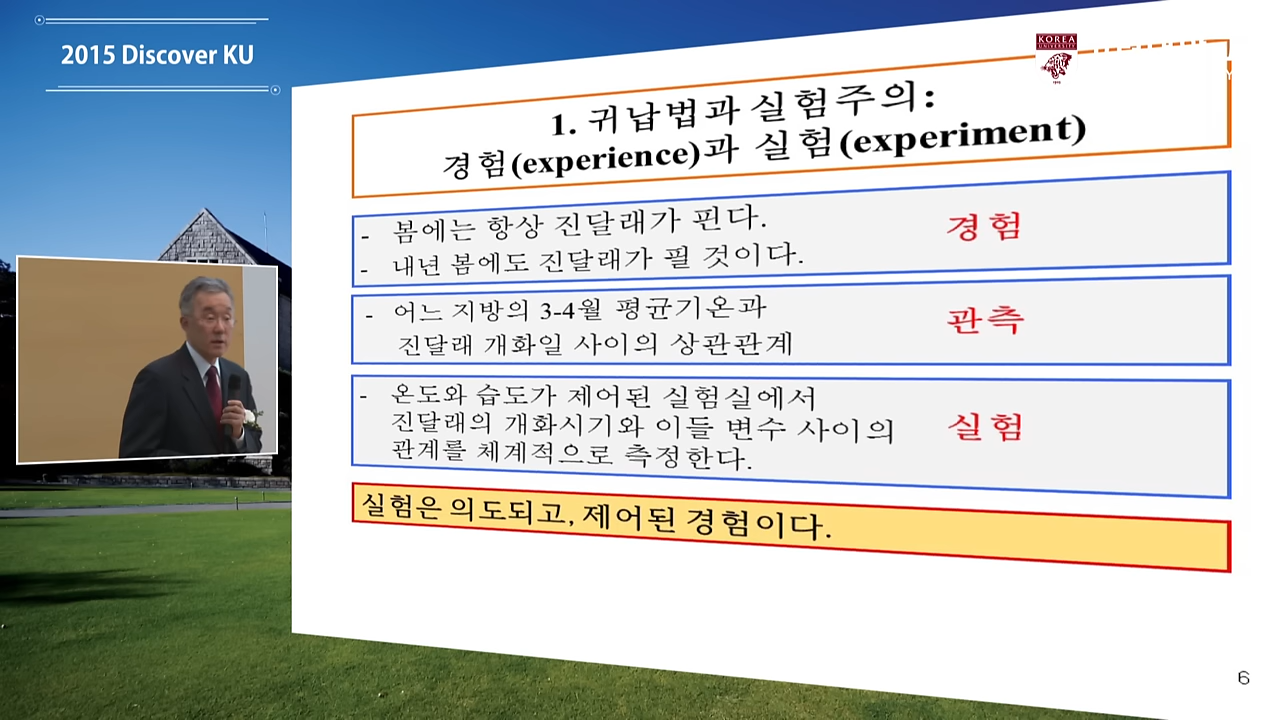 2015 Discover KU
KOREA
UNIVERSITY
1. 귀납법과 실험주의:
경험(experience)과 실험(experiment)
- 봄에는 항상 진달래가 핀다.
- 내년 봄에도 진달래가 필 것이다.
경험
- 어느 지방의 3-4월 평균기온과
진달래 개화일 사이의 상관관계
관측
- 온도와 습도가 제어된 실험실에서
진달래의 개화시기와 이들 변수 사이의
관계를 체계적으로 측정한다.
실험
실험은 의도되고, 제어된 경험이다.
6